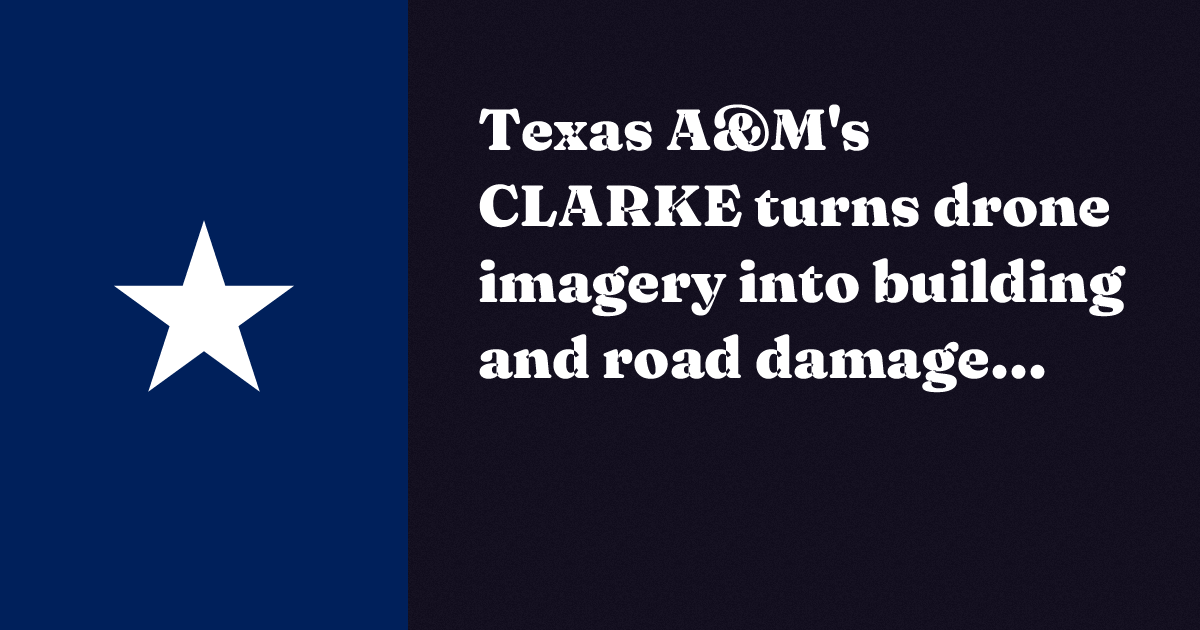 Texas A&M's
CLARKE turns drone
imagery into building
and road damage...